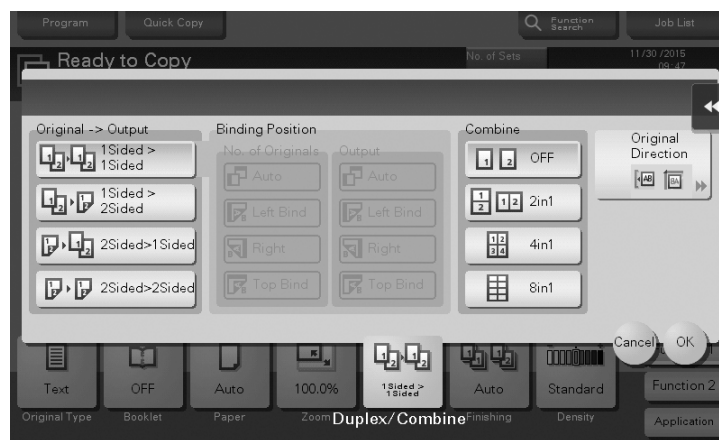 Program
Quick Copy
Function
Search
Job List
Ready to Copy
No. of Sets
11/30/2015
09:47
Original -> Output
1Sided >
1Sided
1Sided >
2Sided
2Sided>1Sided
2Sided>2Sided
Binding Position
No. of Originals
Output
Auto
Auto
Left Bind
Left Bind
Right
Right
Top Bind
Top Bind
Combine
OFF
2in1
4in1
8in1
Original
Direction
Cancel
OK
Text
OFF
Auto
100.0%
1Sided >
1Sided
Auto
Standard
Function 2
Original Type
Booklet
Paper
Zoom
Duplex/Combine
Finishing
Density
Application